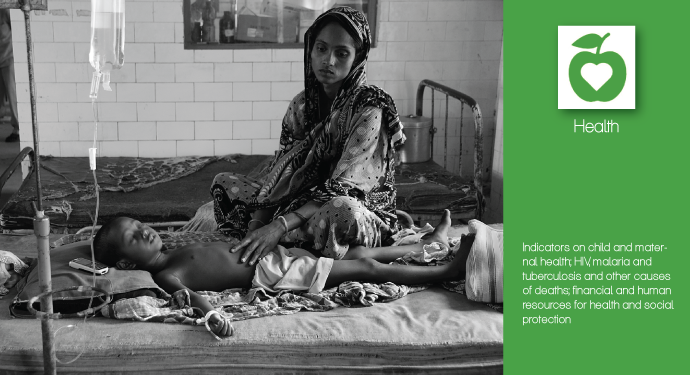 Health
Indicators on child and mater-
nal health; HIV, malaria and
tuberculosis and other causes
of deaths; financial and human
resources for health and social
protection